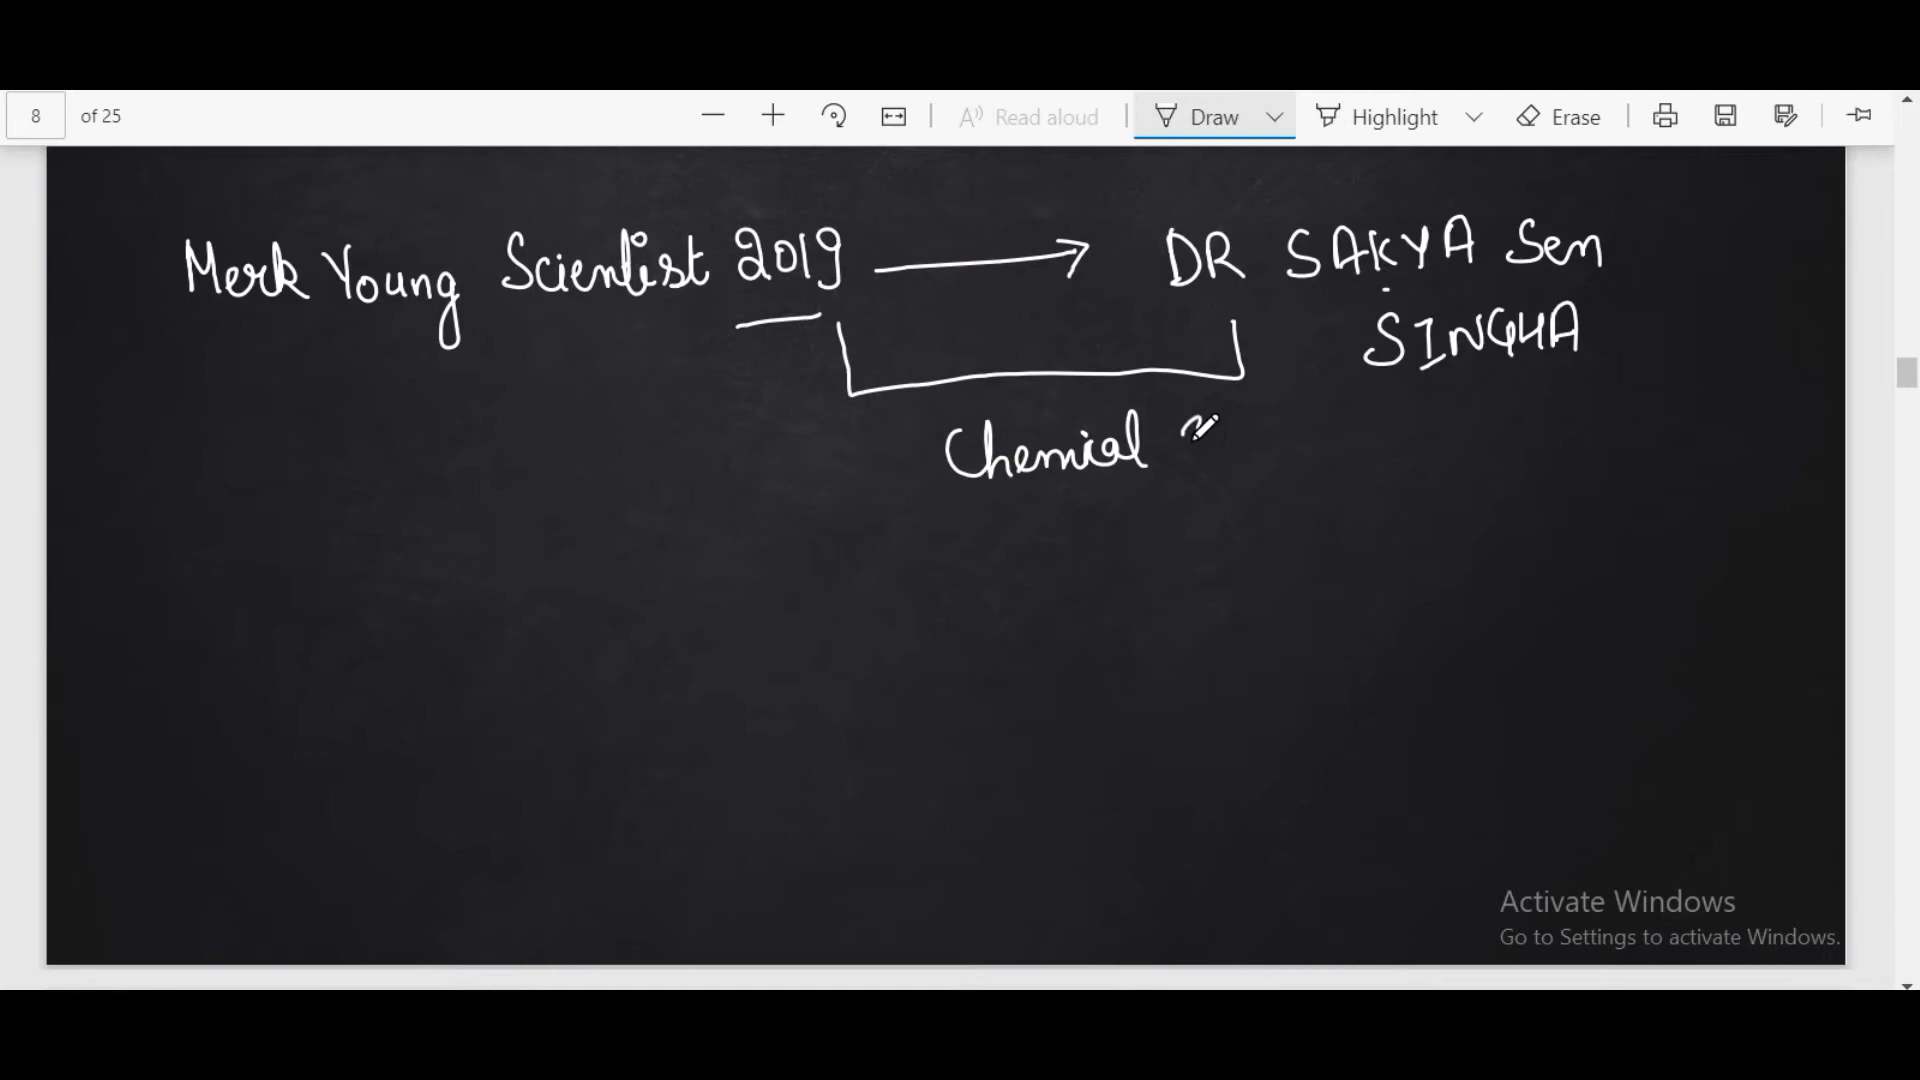 8 of 25 Read aloud Draw Highlight Erase
Merk Young Scientist 2019 → DR SAKYA Sen
SINGHA
Chemial
Activate Windows
Go to Settings to activate Windows.